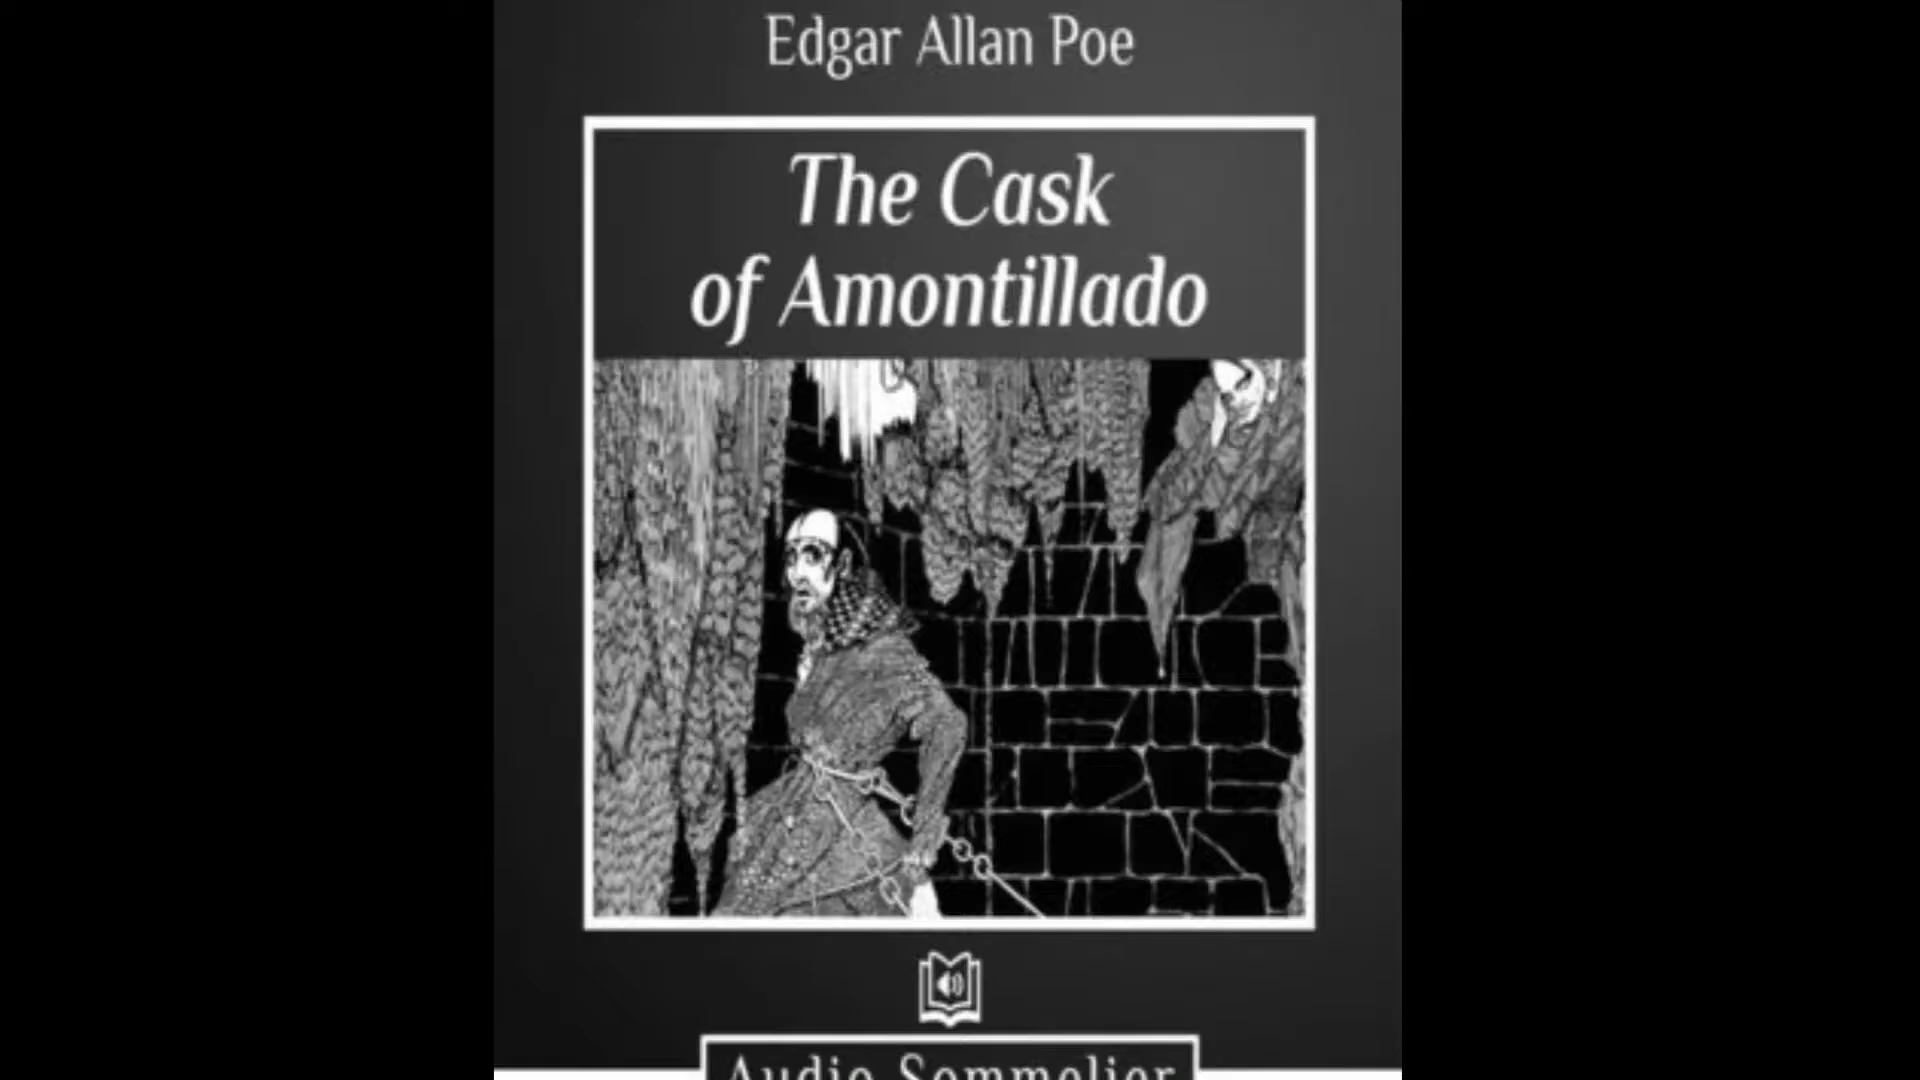 Edgar Allan Poe
The Cask
of Amontillado
Audio Sommelier